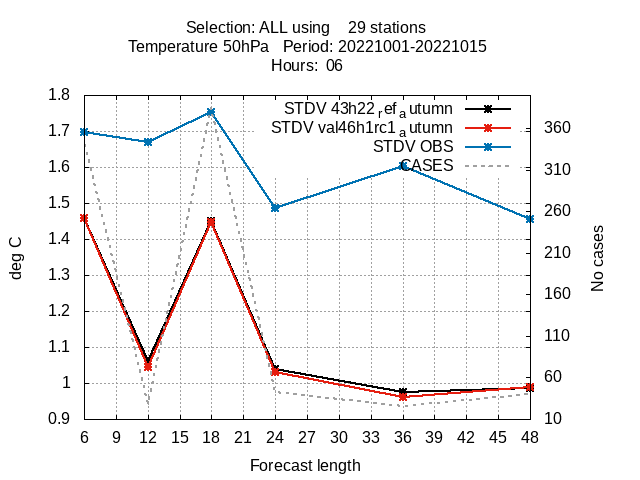 Selection: ALL using 29 stations
Temperature 50hPa Period: 20221001-20221015
Hours: 06
STDV 43h22ref autumn
STDV val46h1rc1autumn
STDV OBS
CASES
1.8
1.7
1.6
1.5
1.4
1.3
1.2
1.1
1
0.9
deg C
360
310
260
210
160
110
60
10
No cases
6 9 12 15 18 21 24 27 30 33 36 39 42 45 48
Forecast length